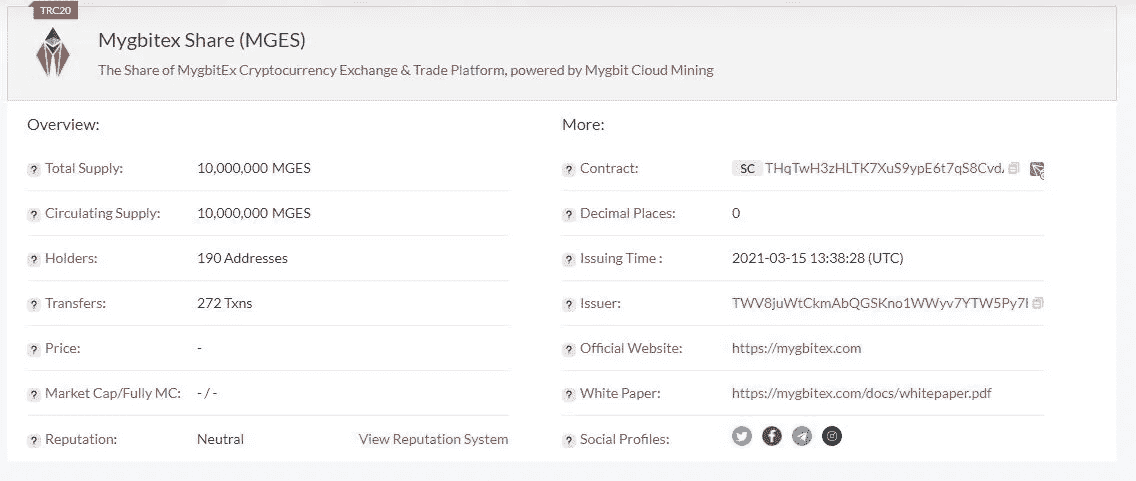 TRC20
Mygbitex Share (MGES)
The Share of MygbitEx Cryptocurrency Exchange & Trade Platform, powered by Mygbit Cloud Mining
Overview:
? Total Supply: 10,000,000 MGES
? Circulating Supply: 10,000,000 MGES
? Holders: 190 Addresses
? Transfers: 272 Txns
? Price: -
? Market Cap/Fully MC: - / -
? Reputation: Neutral View Reputation System
More:
? Contract: SC THqTwH3zHLTK7XuS9ypE6t7qS8Cvd
? Decimal Places: 0
? Issuing Time : 2021-03-15 13:38:28 (UTC)
? Issuer: TWV8juWtCkmAbQGSKno1WWyv7YTW5Py7
? Official Website: https://mygbitex.com
? White Paper: https://mygbitex.com/docs/whitepaper.pdf
? Social Profiles: